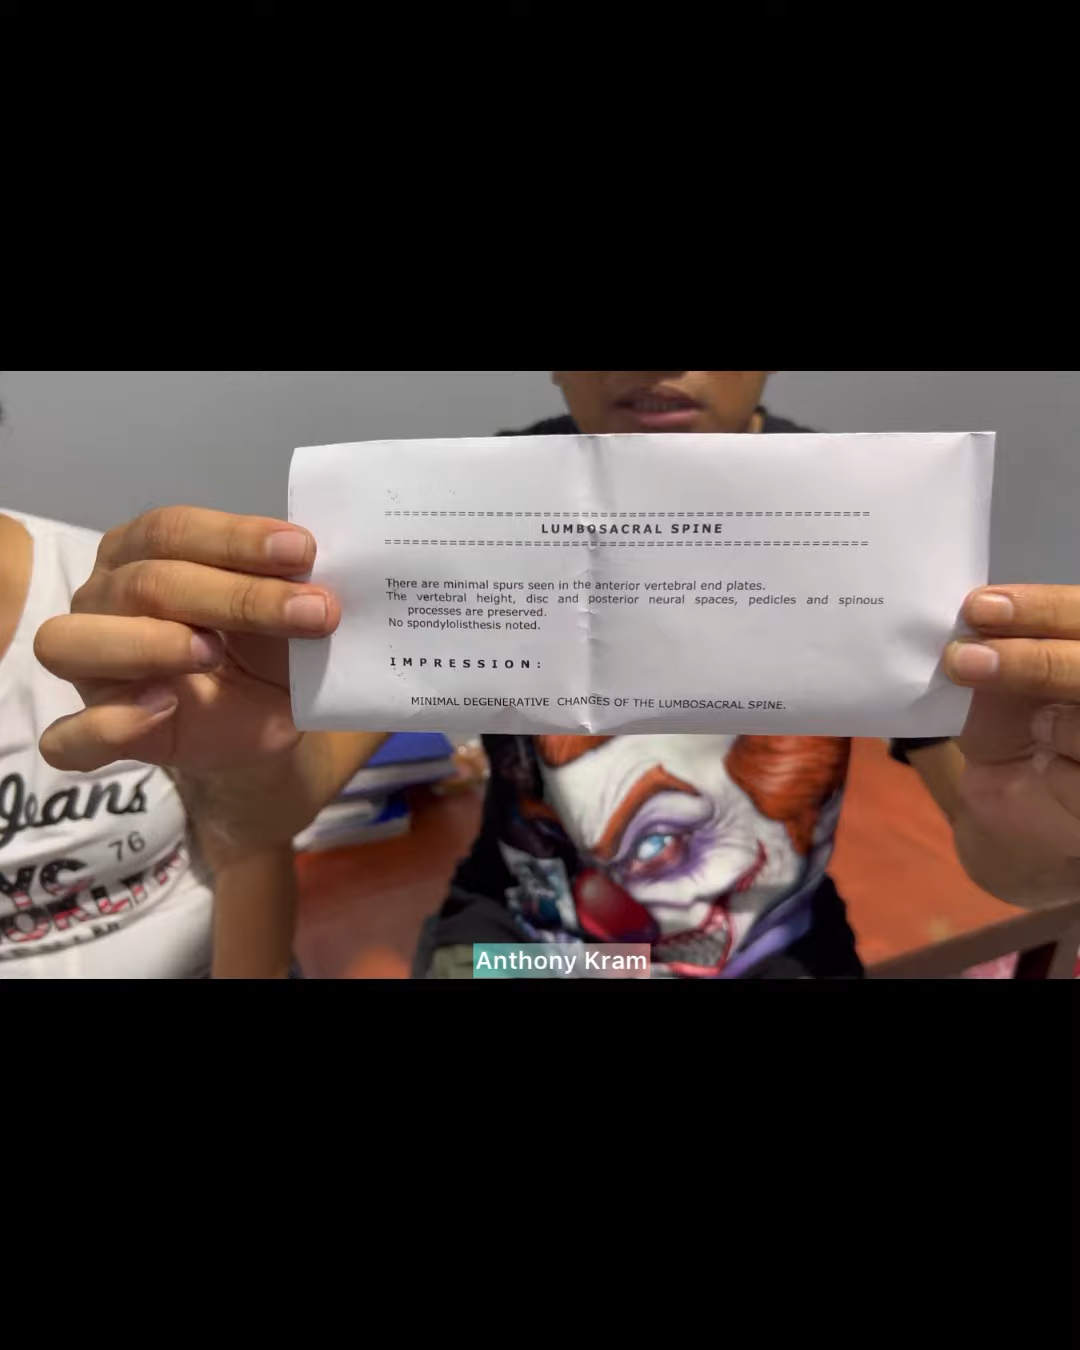 ==========================================================
LUMBOSACRAL SPINE
==========================================================
There are minimal spurs seen in the anterior vertebral end plates.
The vertebral height, disc and posterior neural spaces, pedicles and spinous
processes are preserved.
No spondylolisthesis noted.
IMPRESSION:
MINIMAL DEGENERATIVE CHANGES OF THE LUMBOSACRAL SPINE.
Jeans
76
Anthony Kram